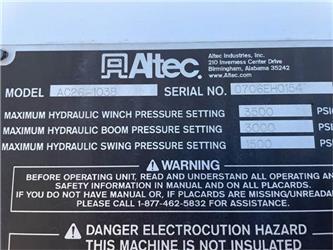 Altec
Altec Industries, Inc.
210 Inverness Center Drive
Birmingham, Alabama 35242
www.Altec.com
MODEL AC26-103B SERIAL NO. 0706EH0154
MAXIMUM HYDRAULIC WINCH PRESSURE SETTING 3500 PSI
MAXIMUM HYDRAULIC BOOM PRESSURE SETTING 3000 PSI
MAXIMUM HYDRAULIC SWING PRESSURE SETTING 1500 PSI
WARNING
BEFORE OPERATING UNIT, READ AND UNDERSTAND ALL OPERATING AND
SAFETY INFORMATION IN MANUAL AND ON ALL PLACARDS.
IF YOU DO NOT HAVE MANUAL, OR IF PLACARDS ARE MISSING/UNREADABLE
PLEASE CALL 1-877-462-5832 FOR ASSISTANCE.
DANGER ELECTROCUTION HAZARD
THIS MACHINE IS NOT INSULATED